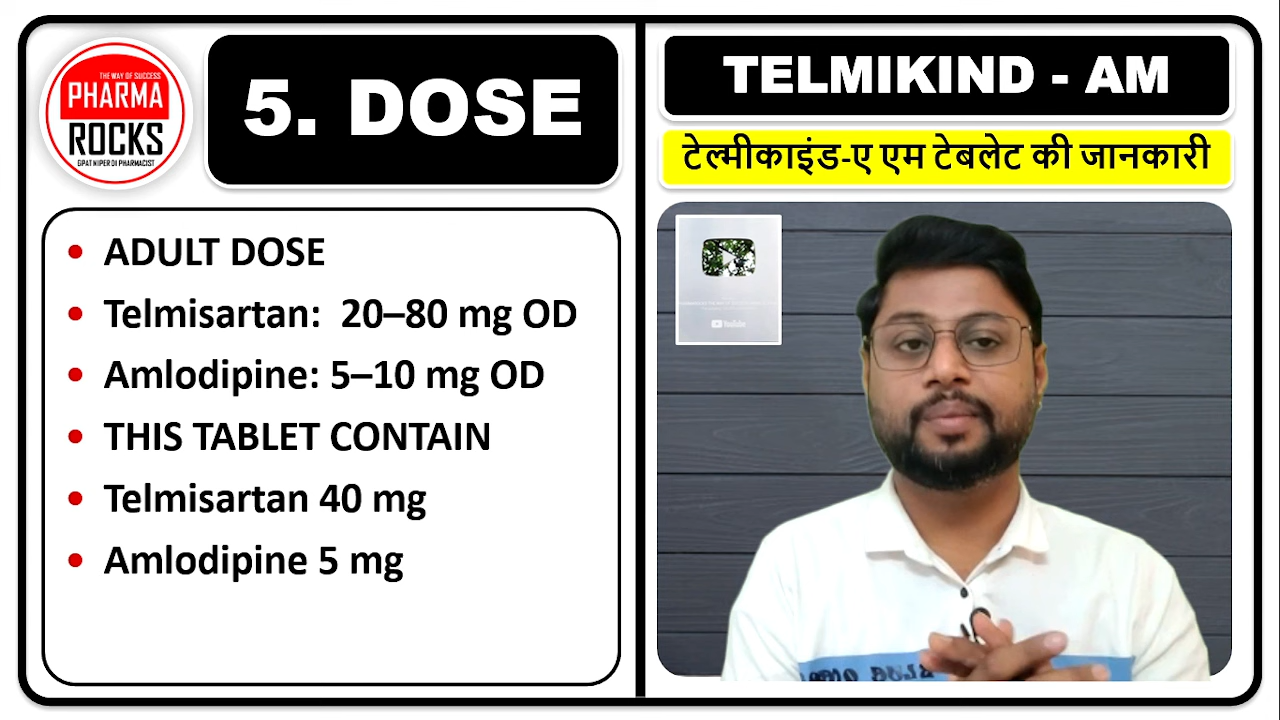 THE WAY OF SUCCESS
PHARMA
ROCKS
GPAT NIPER DI PHARMACIST
5. DOSE
• ADULT DOSE
• Telmisartan: 20–80 mg OD
• Amlodipine: 5–10 mg OD
• THIS TABLET CONTAIN
• Telmisartan 40 mg
• Amlodipine 5 mg
TELMIKIND - AM
टेल्मीकाइंड-ए एम टेबलेट की जानकारी
YouTube